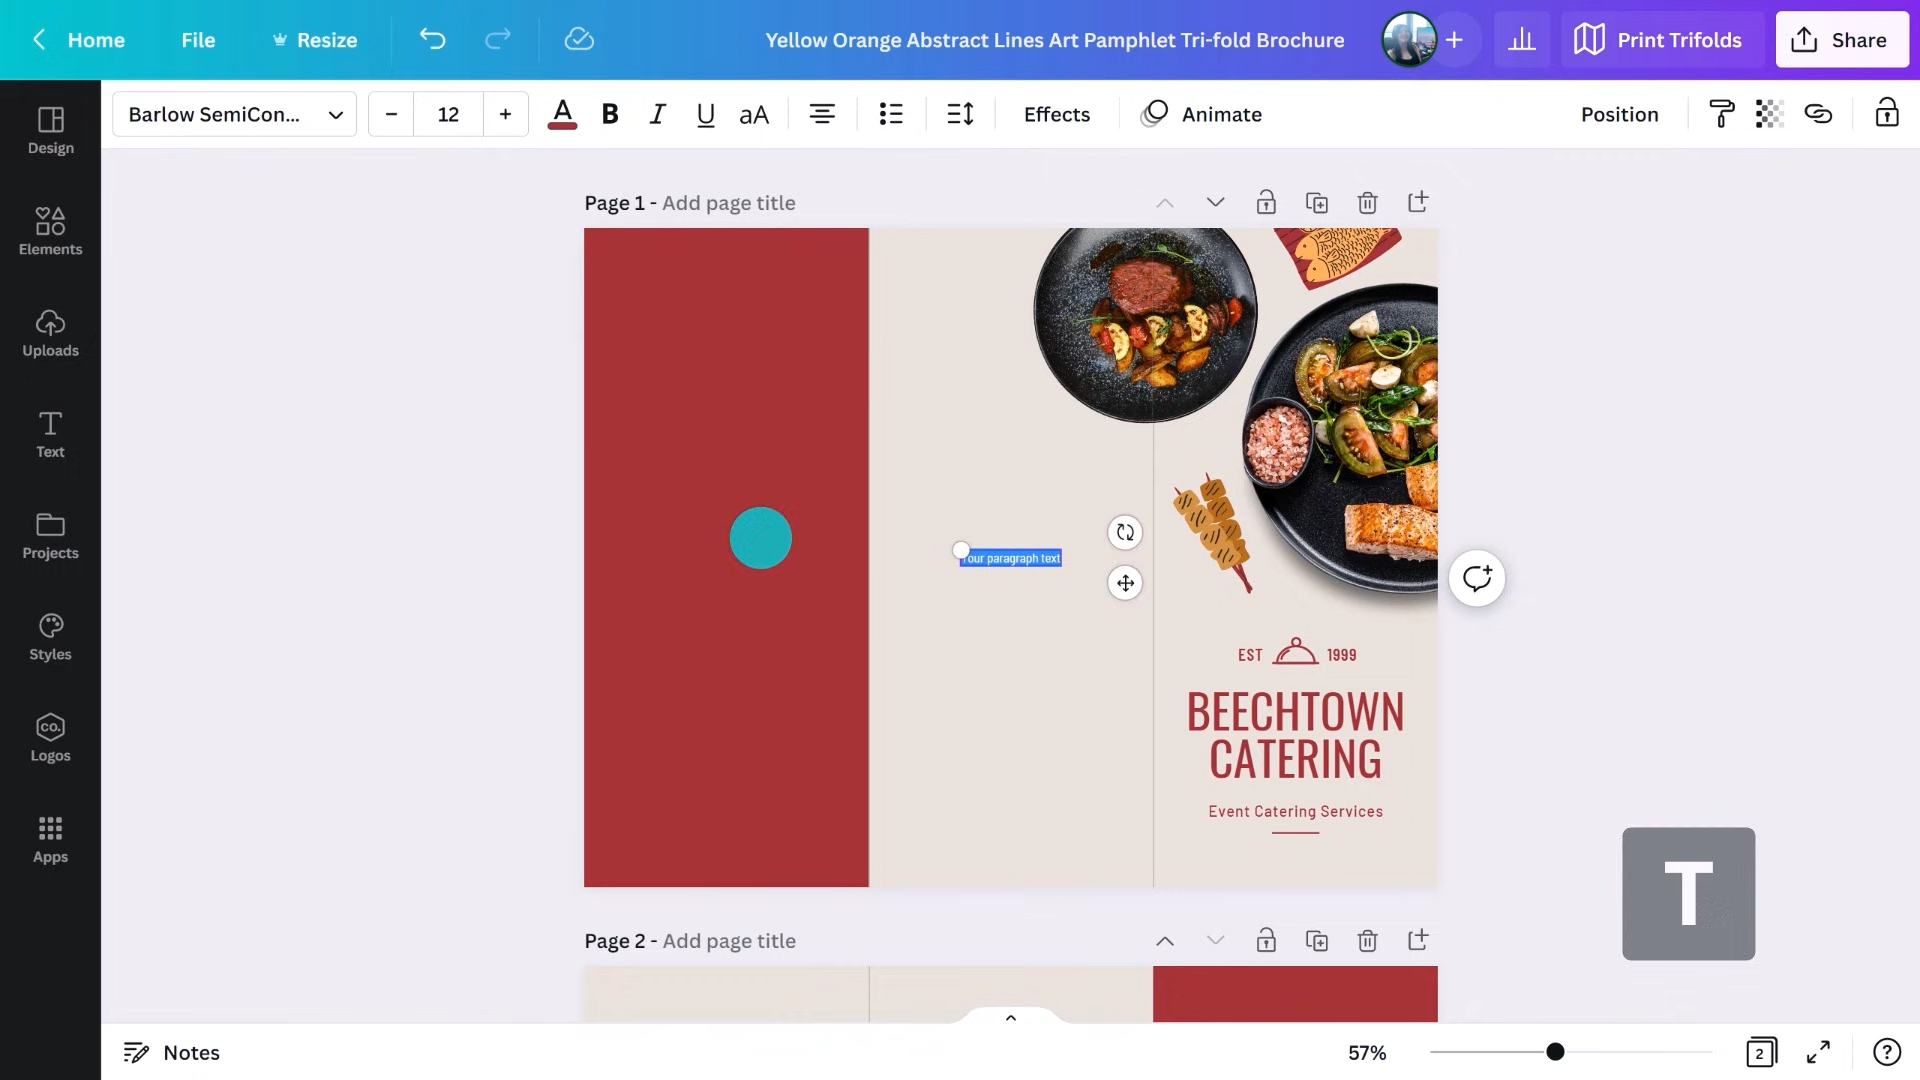 Home
File
Resize
Yellow Orange Abstract Lines Art Pamphlet Tri-fold Brochure
Print Trifolds
Share
Barlow SemiCon...
12
A
B
I
U
aA
Effects
Animate
Position
Design
Elements
Uploads
Text
Projects
Styles
CO.
Logos
Apps
Page 1 - Add page title
Your paragraph text
EST 1999
BEECHTOWN
CATERING
Event Catering Services
T
Page 2 - Add page title
Notes
57%
2
?